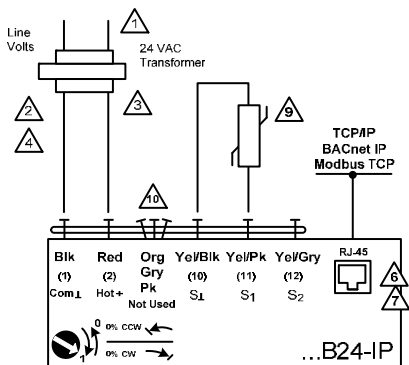 Line
Volts
1
24 VAC
Transformer
2
3
4
9
TCP/IP
BACnet IP
Modbus TCP
10
Blk
Red
Org
Gry
Pk
Not Used
Yel/Blk
Yel/Pk
Yel/Gry
RJ-45
(1)
(2)
(10)
(11)
(12)
Com⊥
Hot+
S⊥
S1
S2
6
7
0
1
0% CCW
0% CW
...B24-IP